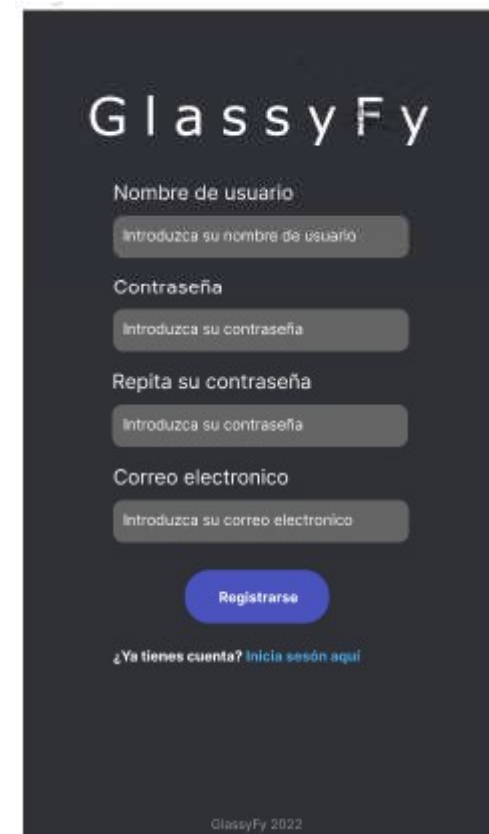 GlassyFy
Nombre de usuario
Introduzca su nombre de usuario
Contraseña
Introduzca su contraseña
Repita su contraseña
Introduzca su contraseña
Correo electronico
Introduzca su correo electronico
Registrarse
¿Ya tienes cuenta? Inicia sesón aquí
GlassyFy 2022